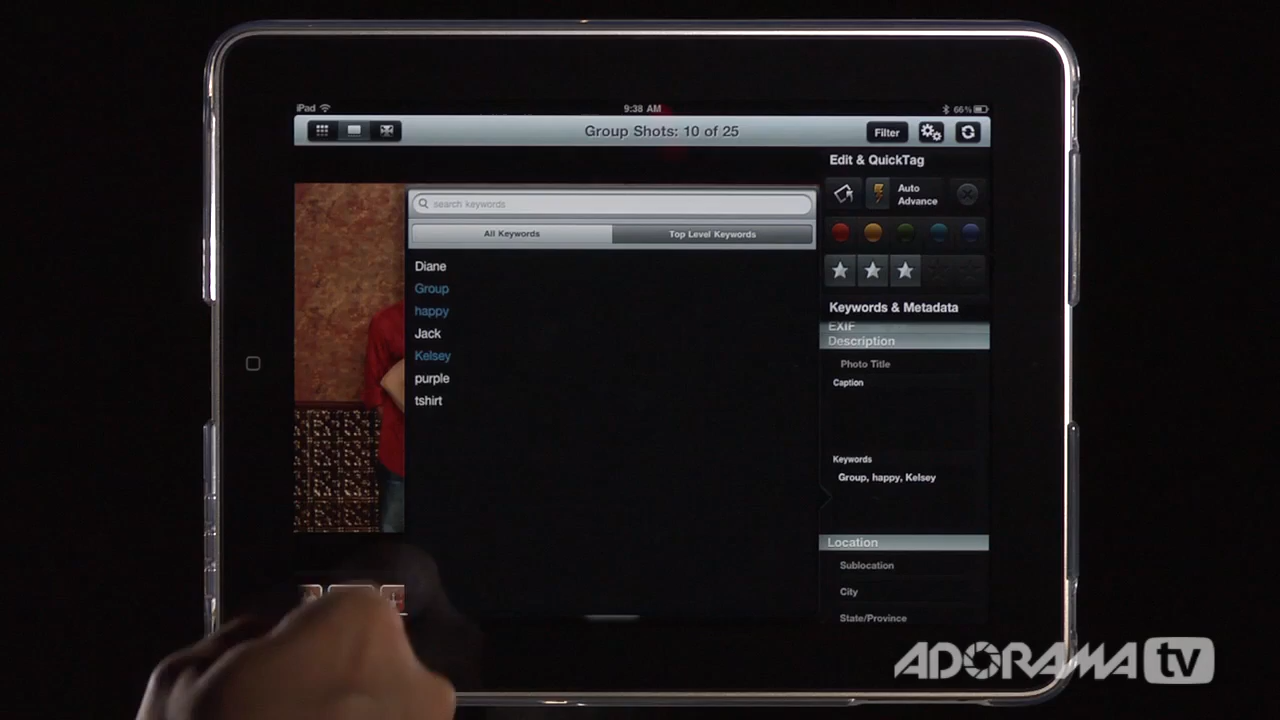 iPad
9:38 AM
66%
Group Shots: 10 of 25
Filter
Edit & QuickTag
Auto
Advance
search keywords
All Keywords
Top Level Keywords
Diane
Group
happy
Jack
Kelsey
purple
tshirt
Keywords & Metadata
EXIF
Description
Photo Title
Caption
Keywords
Group, happy, Kelsey
Location
Sublocation
City
State/Province
ADORAMA tv